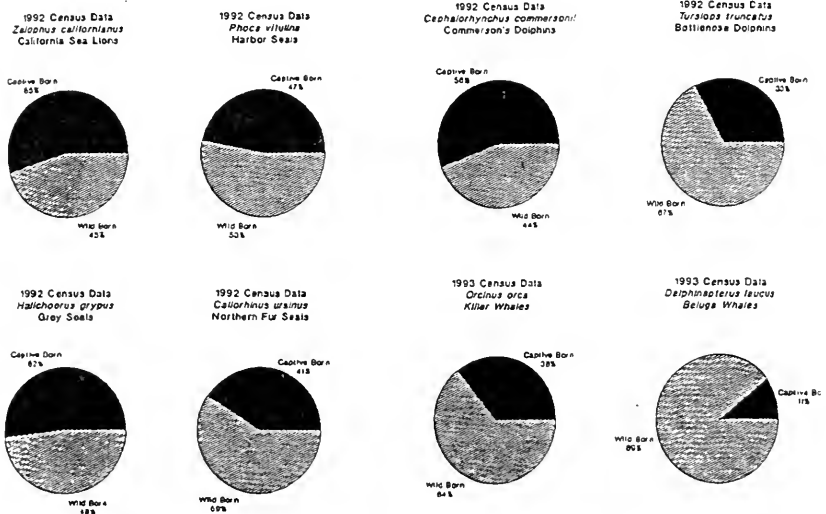 1992 Census Data
Zalophus californianus
California Sea Lions
Captive Born
Wild Born
45%
1992 Census Data
Phoca vitulina
Harbor Seals
Captive Born
47%
Wild Born
53%
1992 Census Data
Cephalorhynchus commersonii
Commerson's Dolphins
Captive Born
56%
Wild Born
44%
1992 Census Data
Tursiops truncatus
Bottlenose Dolphins
Captive Born
33%
Wild Born
67%
1992 Census Data
Halichoerus grypus
Grey Seals
Captive Born
Wild Born
48%
1992 Census Data
Callorhinus ursinus
Northern Fur Seals
Captive Born
41%
Wild Born
1993 Census Data
Orcinus orca
Killer Whales
Captive Born
Wild Born
64%
1993 Census Data
Delphinapterus leucus
Beluga Whales
Captive Bo
11%
Wild Born
89%